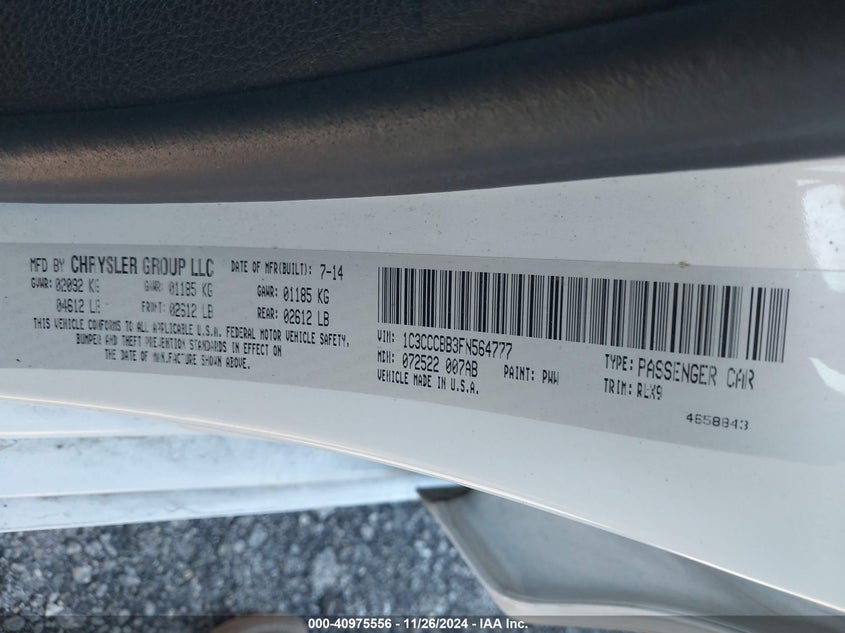 MFD BY CHRYSLER GROUP LLC DATE OF MFR(BUILT): 7-14
GVWR: 02092 KG GAWR: 01185 KG GAWR: 01185 KG
04612 LB FRONT: 02612 LB REAR: 02612 LB
THIS VEHICLE CONFORMS TO ALL APPLICABLE U.S.A. FEDERAL MOTOR VEHICLE SAFETY,
BUMPER AND THEFT PREVENTION STANDARDS IN EFFECT ON
THE DATE OF MANUFACTURE SHOWN ABOVE.
VIN: 1C3CCCBB3FN564777
MDH: 072522 007AB PAINT: PWW TYPE: PASSENGER CAR
VEHICLE MADE IN U.S.A. TRIM: RLX9
4658843
000-40975556 - 11/26/2024 - IAA Inc.